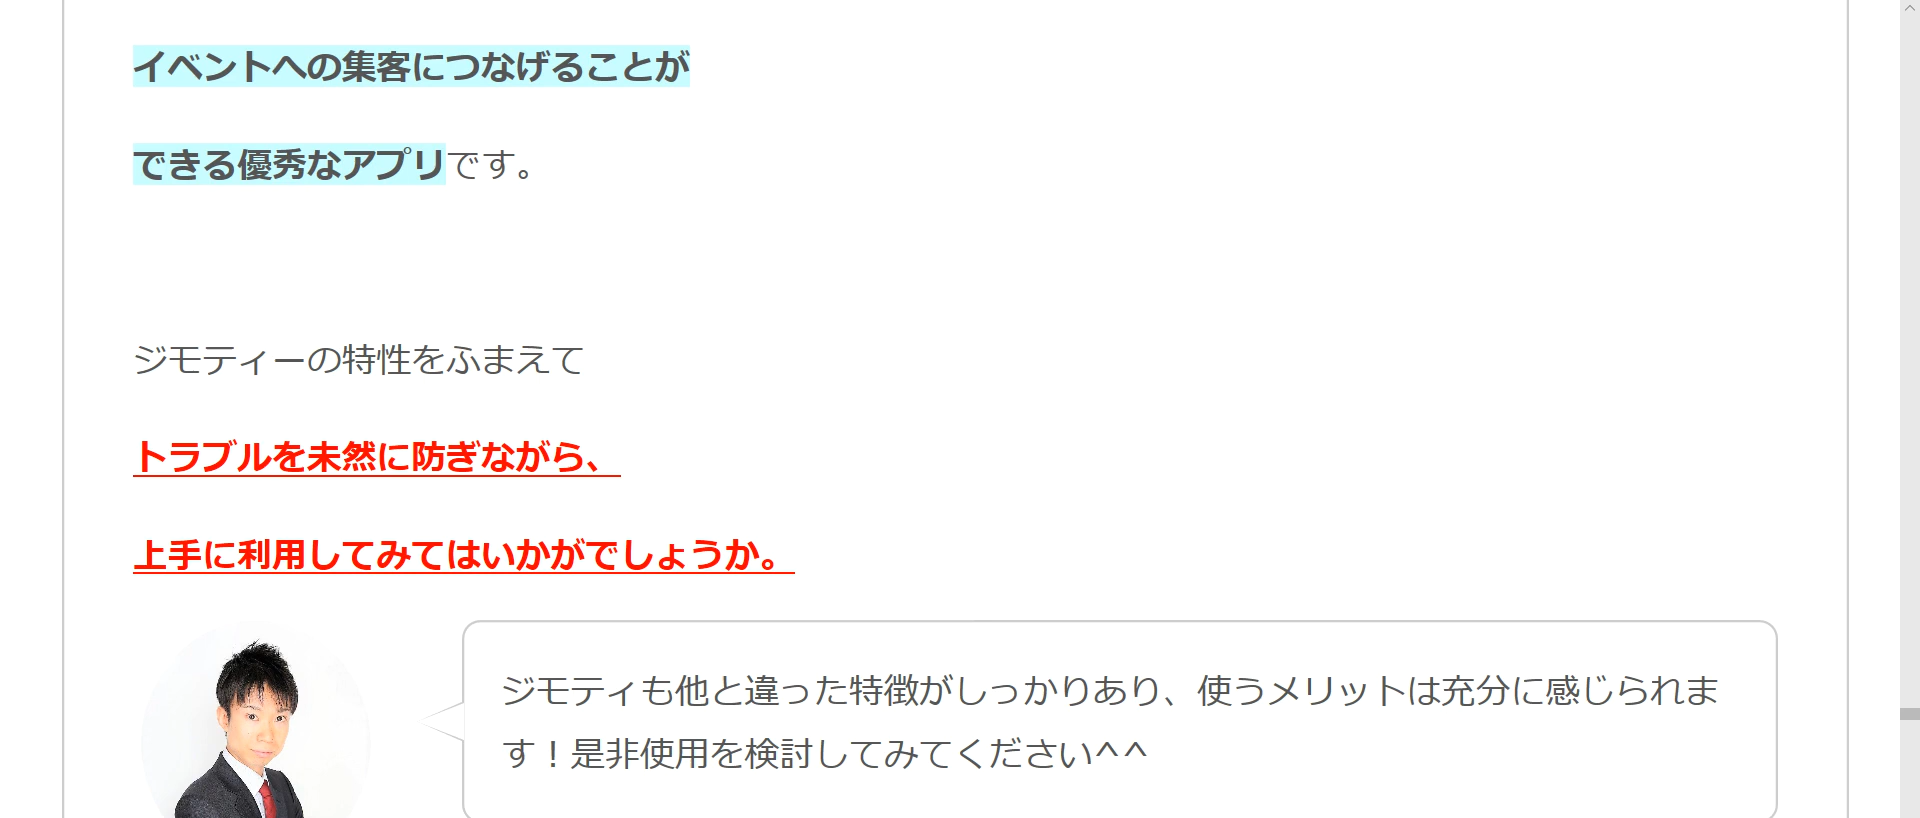 イベントへの集客につなげることが
できる優秀なアプリです。
ジモティーの特性をふまえて
トラブルを未然に防ぎながら、
上手に利用してみてはいかがでしょうか。
ジモティも他と違った特徴がしっかりあり、使うメリットは充分に感じられま
す！是非使用を検討してみてください^^